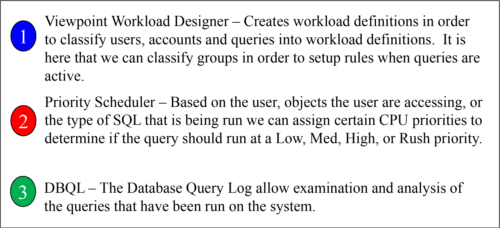 1 Viewpoint Workload Designer – Creates workload definitions in order
to classify users, accounts and queries into workload definitions.  It is
here that we can classify groups in order to setup rules when queries are
active.
2 Priority Scheduler – Based on the user, objects the user are accessing, or
the type of SQL that is being run we can assign certain CPU priorities to
determine if the query should run at a Low, Med, High, or Rush priority.
3 DBQL – The Database Query Log allow examination and analysis of
the queries that have been run on the system.